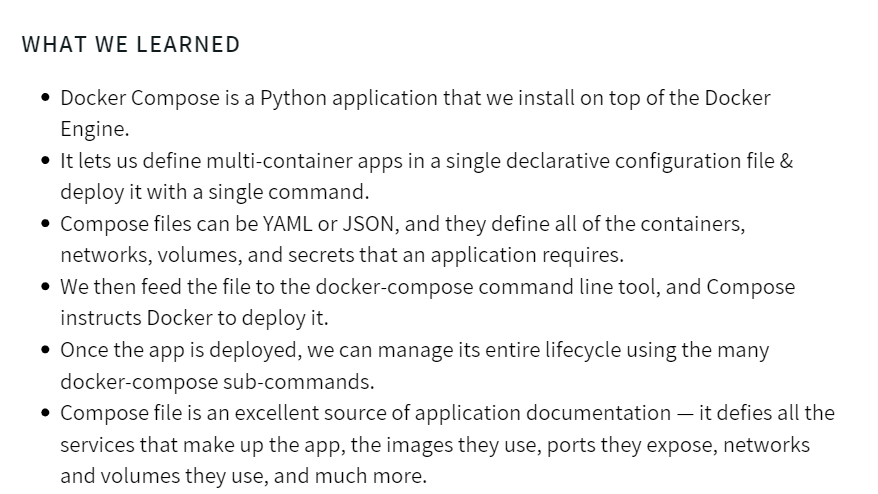 WHAT WE LEARNED
• Docker Compose is a Python application that we install on top of the Docker
Engine.
• It lets us define multi-container apps in a single declarative configuration file &
deploy it with a single command.
• Compose files can be YAML or JSON, and they define all of the containers,
networks, volumes, and secrets that an application requires.
• We then feed the file to the docker-compose command line tool, and Compose
instructs Docker to deploy it.
• Once the app is deployed, we can manage its entire lifecycle using the many
docker-compose sub-commands.
• Compose file is an excellent source of application documentation — it defies all the
services that make up the app, the images they use, ports they expose, networks
and volumes they use, and much more.